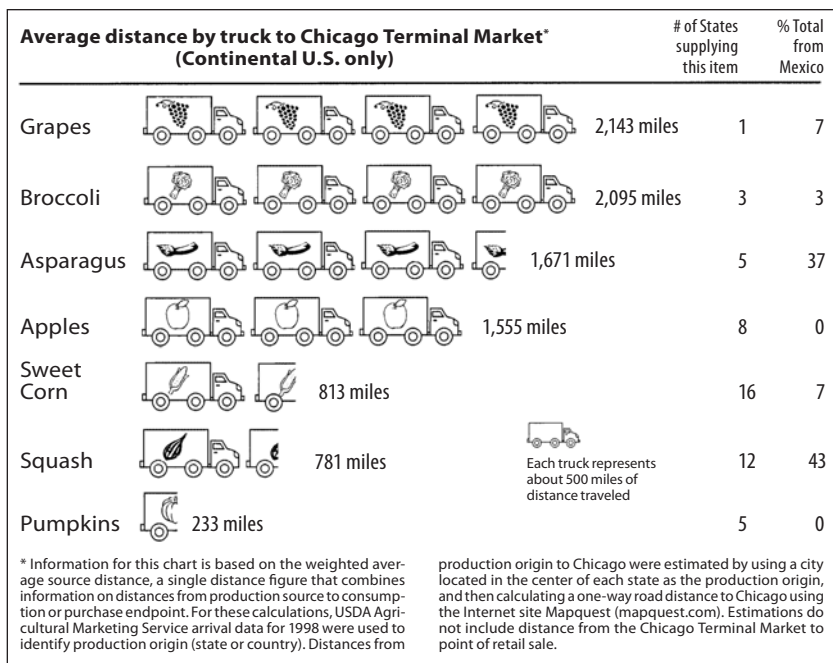 Average distance by truck to Chicago Terminal Market*
(Continental U.S. only)
# of States
supplying
this item
% Total
from
Mexico
Grapes 2,143 miles 1 7
Broccoli 2,095 miles 3 3
Asparagus 1,671 miles 5 37
Apples 1,555 miles 8 0
Sweet
Corn 813 miles 16 7
Squash 781 miles 12 43
Each truck represents
about 500 miles of
distance traveled
Pumpkins 233 miles 5 0
* Information for this chart is based on the weighted aver-
age source distance, a single distance figure that combines
information on distances from production source to consump-
tion or purchase endpoint. For these calculations, USDA Agri-
cultural Marketing Service arrival data for 1998 were used to
identify production origin (state or country). Distances from
production origin to Chicago were estimated by using a city
located in the center of each state as the production origin,
and then calculating a one-way road distance to Chicago using
the Internet site Mapquest (mapquest.com). Estimations do
not include distance from the Chicago Terminal Market to
point of retail sale.